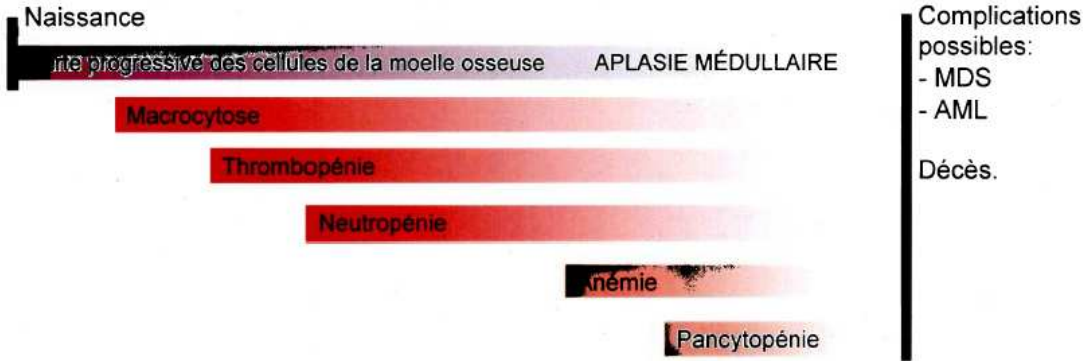 Naissance
progressive des cellules de la moelle osseuse
APLASIE MÉDULLAIRE
Macrocytose
Thrombopénie
Neutropénie
Anémie
Pancytopénie
Complications
possibles:
- MDS
- AML
Décès.